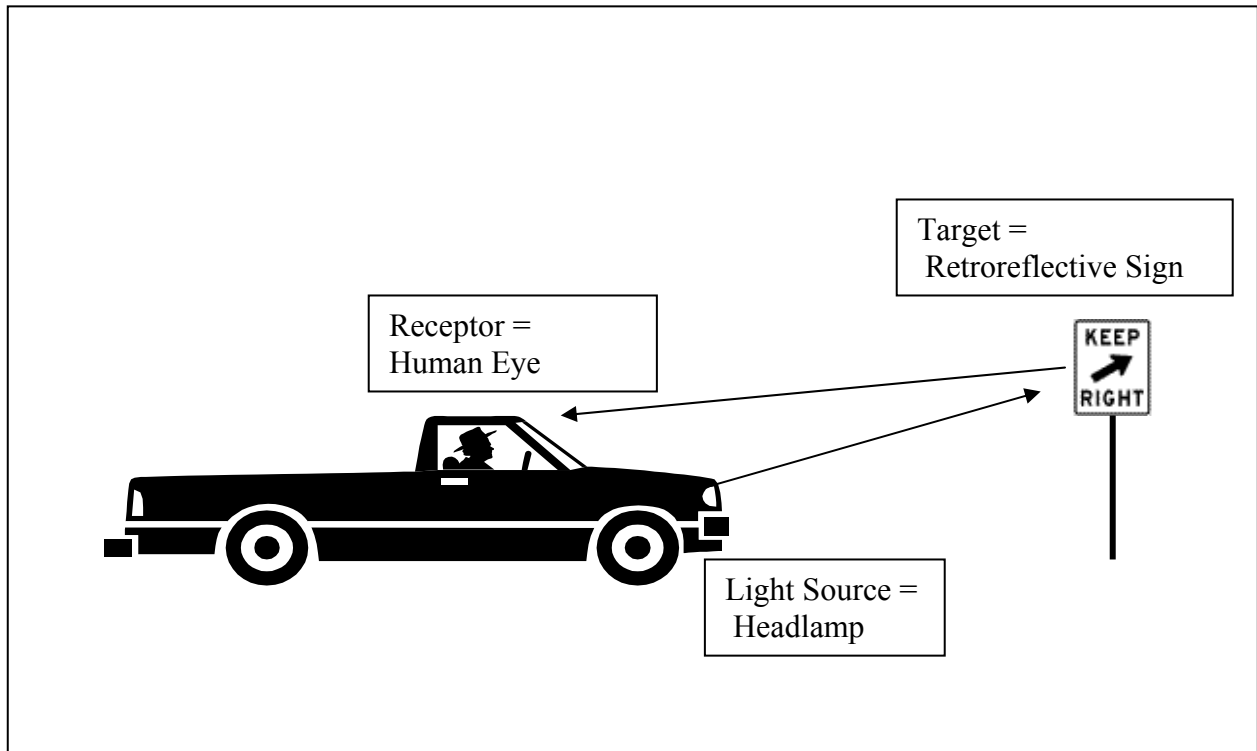 Target =
Retroreflective Sign
Receptor =
Human Eye
KEEP
RIGHT
Light Source =
Headlamp